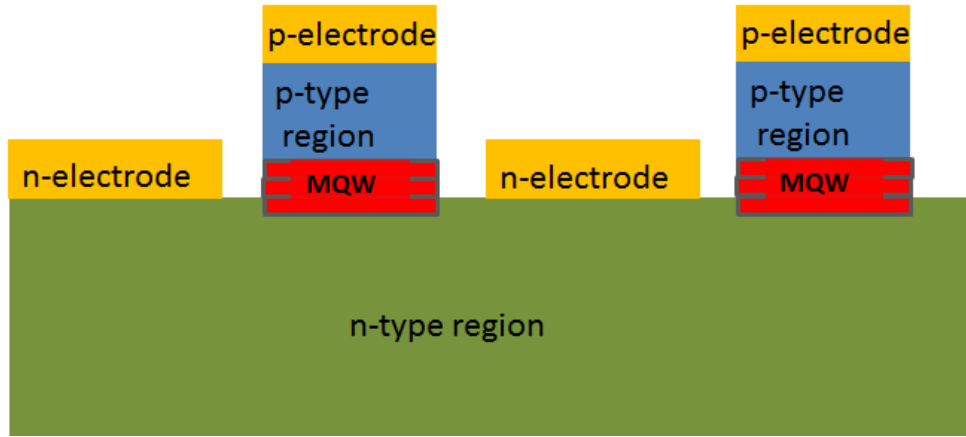 p-electrode
p-electrode
p-type
region
p-type
region
n-electrode
MQW
n-electrode
MQW
n-type region